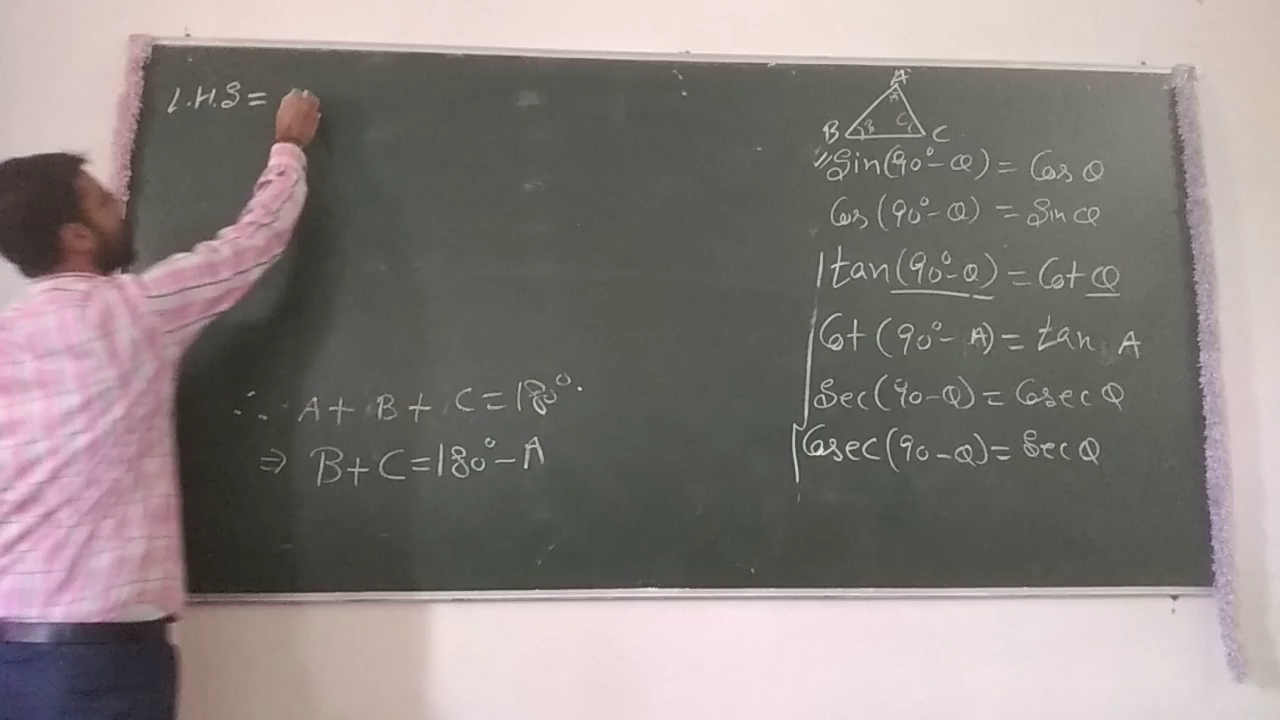 L.H.S =
∴ A + B + C = 180°.
⇒ B + C = 180° - A
A
B C
A
B C
Sin(90° - θ) = Cos θ
Cos (90° - θ) = Sin θ
tan(90° - θ) = Cot θ
Cot (90° - A) = tan A
Sec(90 - θ) = Cosec θ
Cosec(90 - θ) = Sec θ